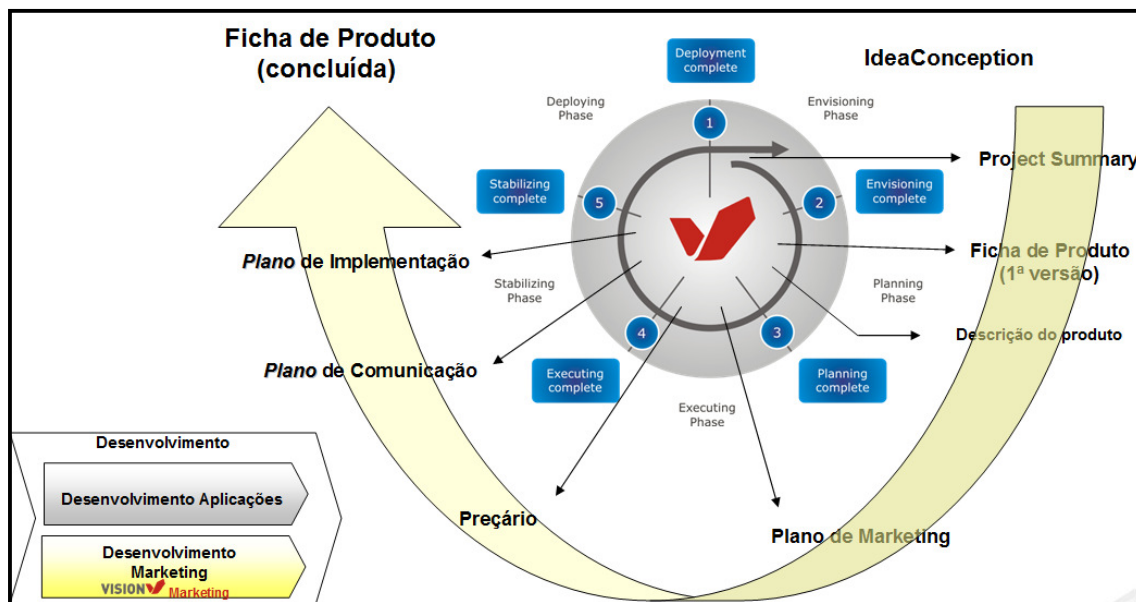 Ficha de Produto
(concluída)
Deployment
complete
IdeaConception
Deploying
Phase
Envisioning
Phase
1
Project Summary
Stabilizing
complete
5
2
Envisioning
complete
Plano de Implementação
Ficha de Produto
(1ª versão)
Stabilizing
Phase
Planning
Phase
Descrição do produto
4
3
Plano de Comunicação
Executing
complete
Planning
complete
Executing
Phase
Desenvolvimento
Desenvolvimento Aplicações
Preçário
Plano de Marketing
Desenvolvimento
Marketing
VISION Marketing